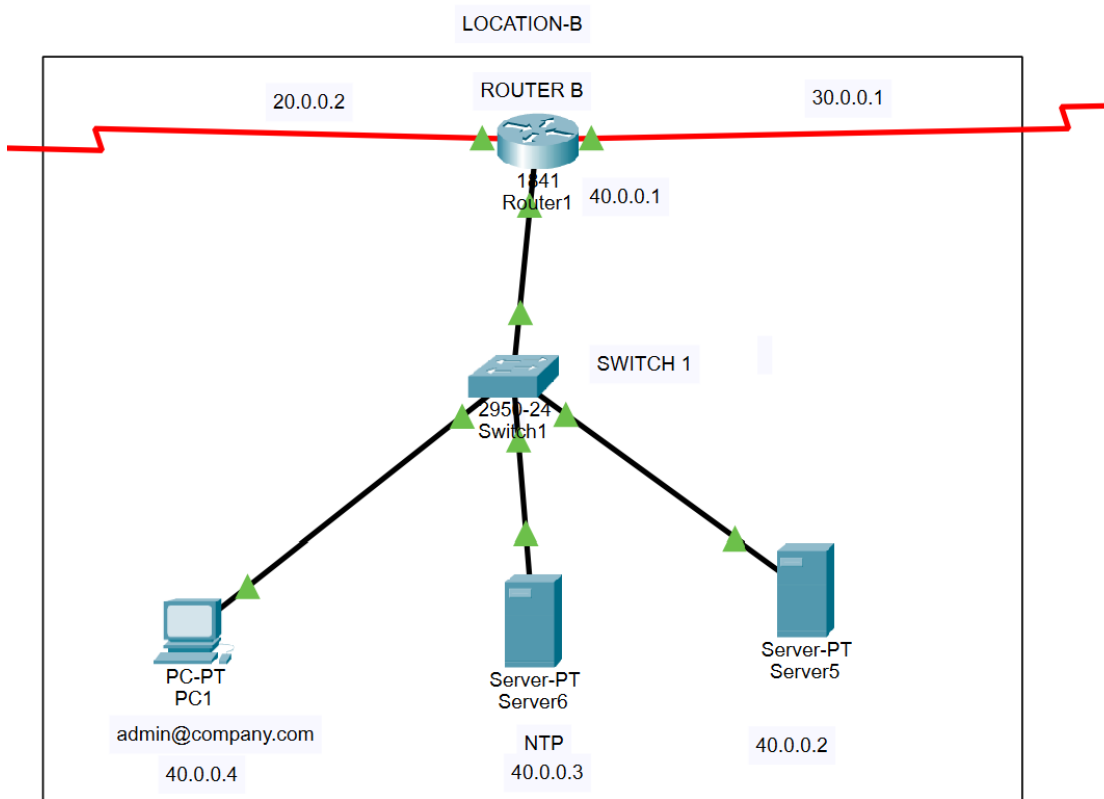 LOCATION-B
20.0.0.2
ROUTER B
30.0.0.1
1841
Router1
40.0.0.1
SWITCH 1
2950-24
Switch1
PC-PT
PC1
admin@company.com
40.0.0.4
Server-PT
Server6
NTP
40.0.0.3
Server-PT
Server5
40.0.0.2